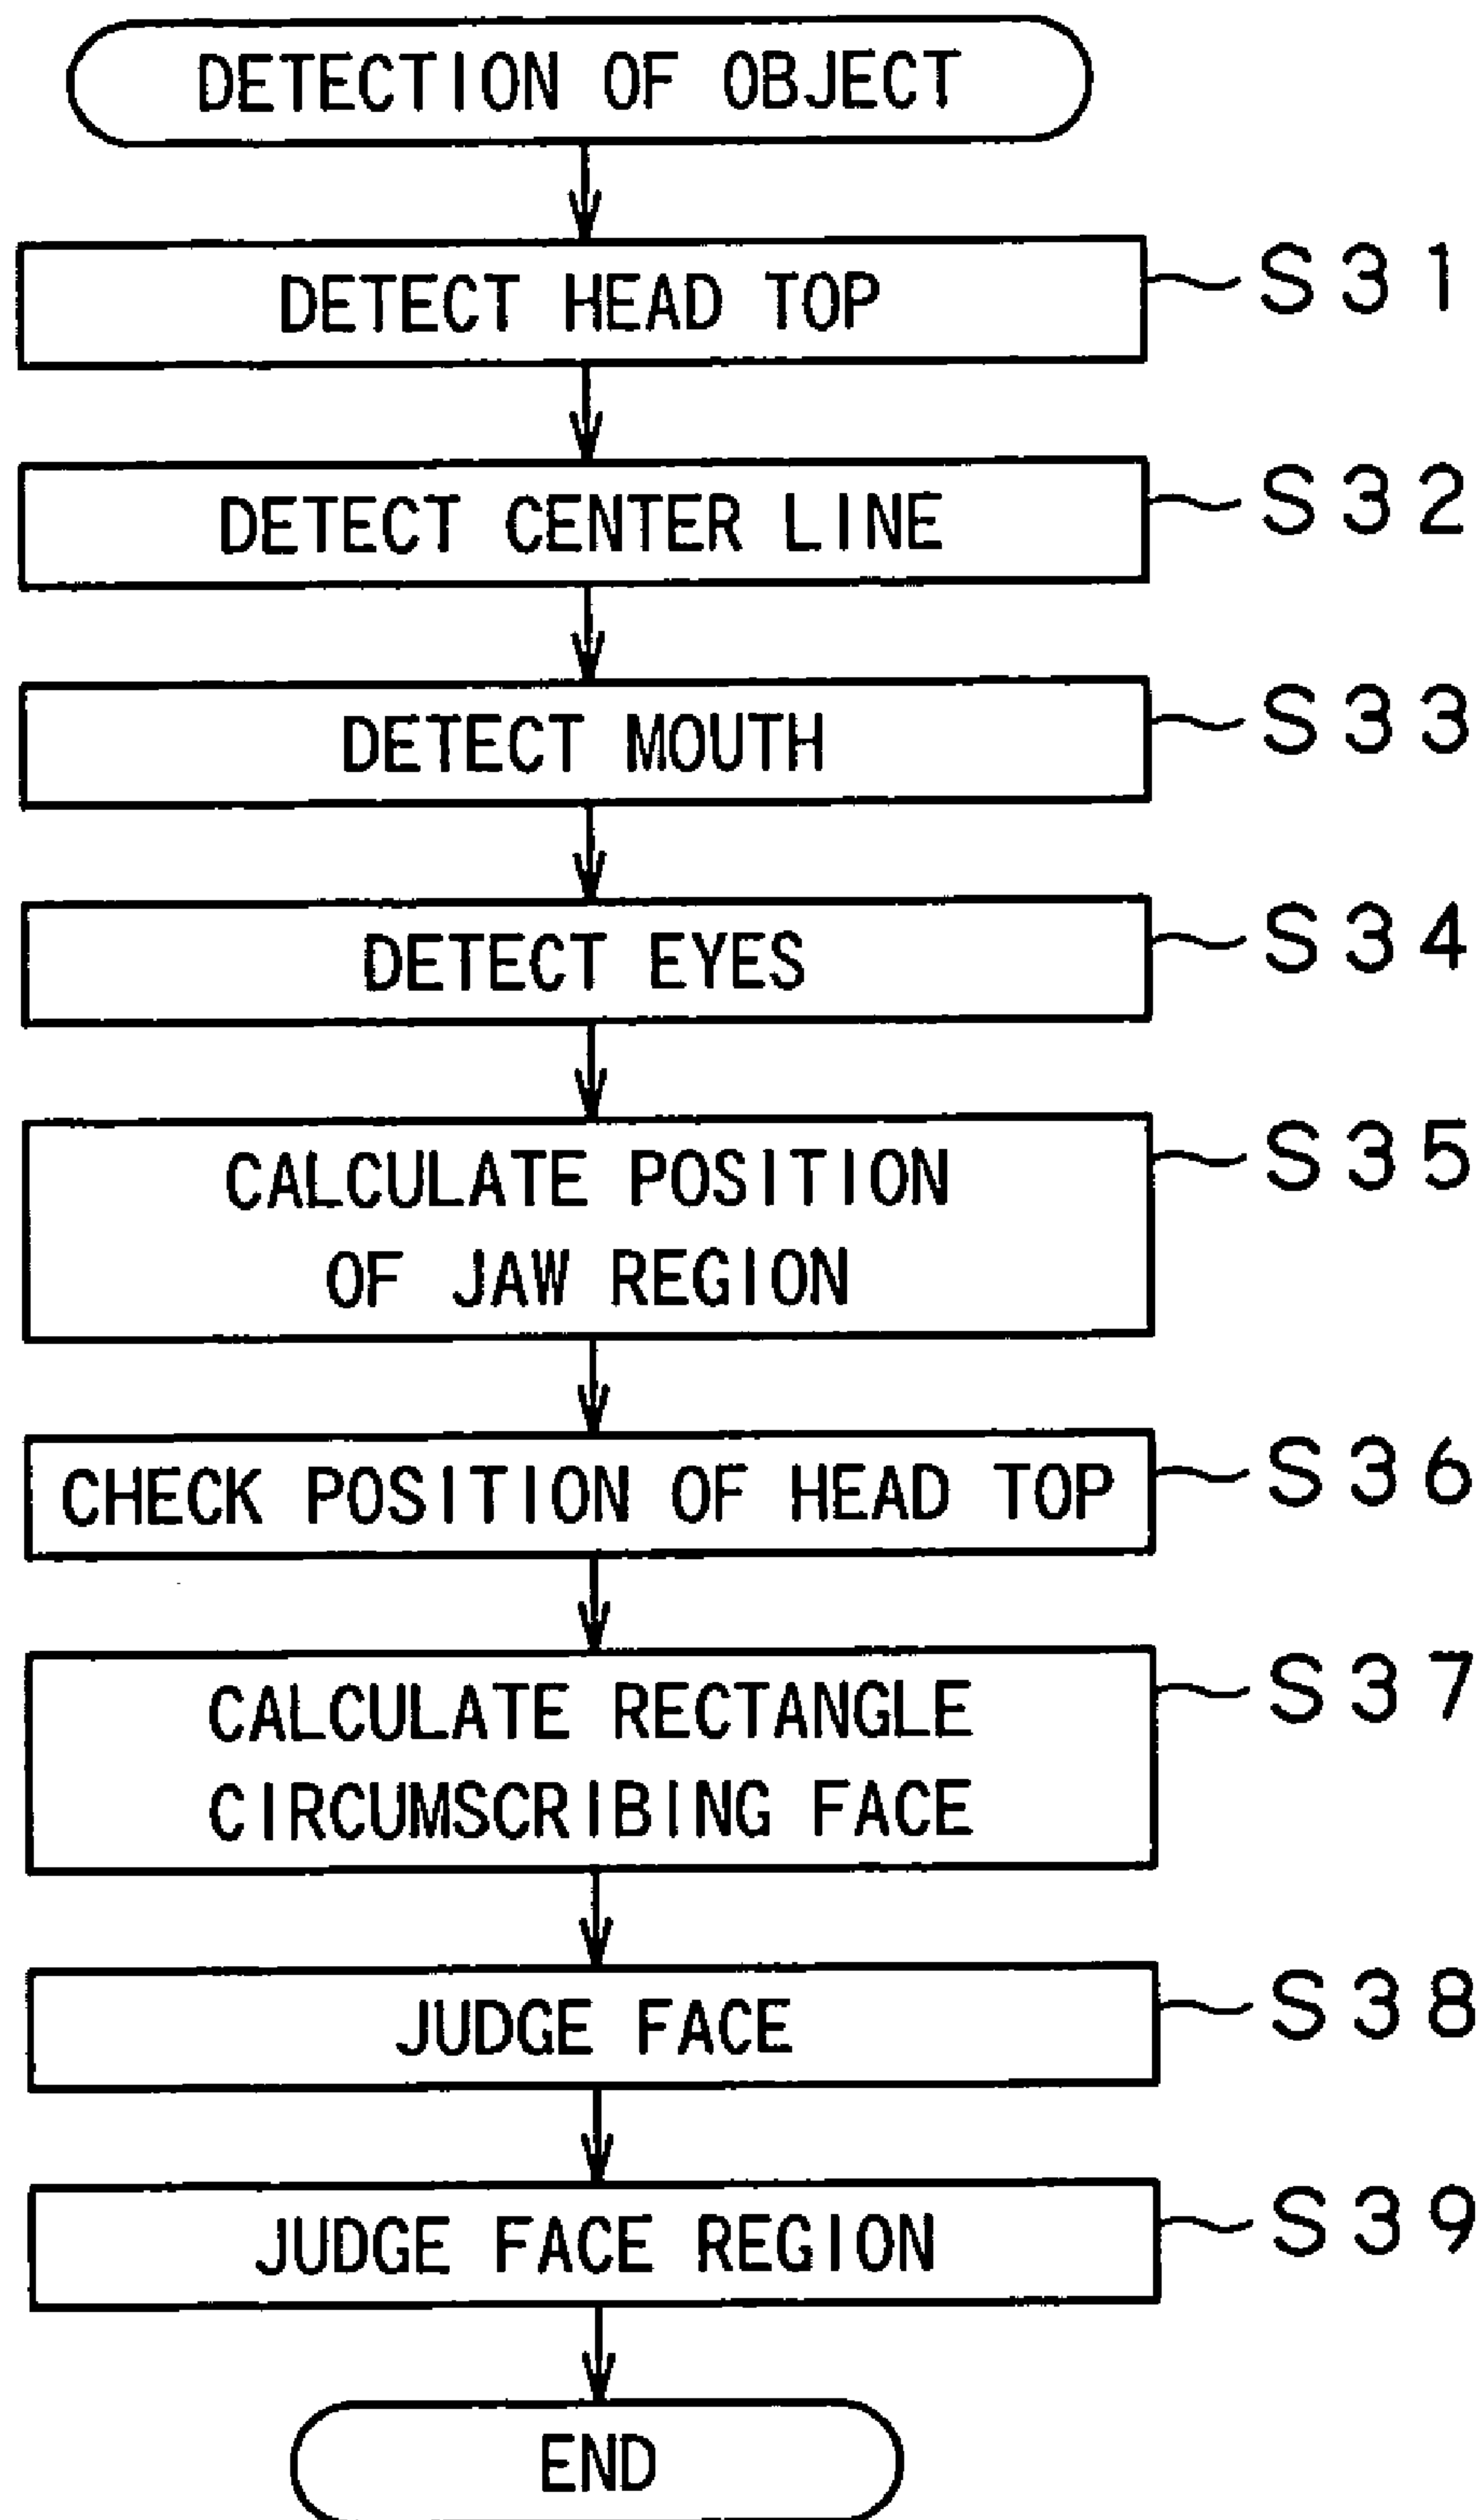 DETECTION OF OBJECT
DETECT HEAD TOP
S31
DETECT CENTER LINE
S32
DETECT MOUTH
S33
DETECT EYES
S34
CALCULATE POSITION
S35
OF JAW REGION
CHECK POSITION OF HEAD TOP
S36
CALCULATE RECTANGLE
S37
CIRCUMSCRIBING FACE
JUDGE FACE
S38
JUDGE FACE REGION
S39
END